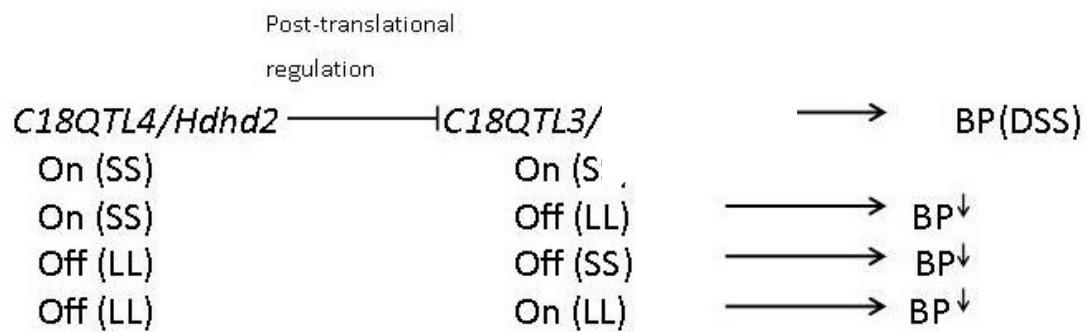 Post-translational
regulation
C18QTL4/Hdhd2 C18QTL3/ BP(DSS)
On (SS) On (S
On (SS) Off (LL) BP↓
Off (LL) Off (SS) BP↓
Off (LL) On (LL) BP↓